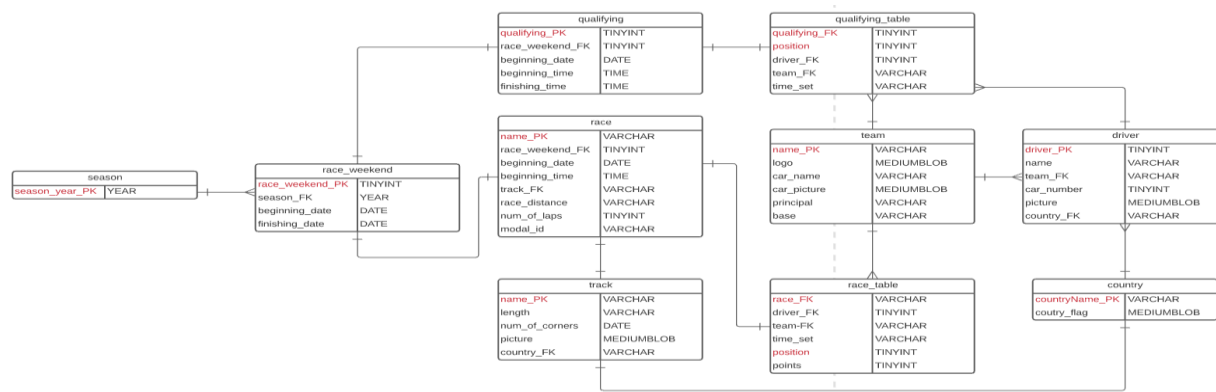 qualifying
qualifying_PK TINYINT
race_weekend_FK TINYINT
beginning_date DATE
beginning_time TIME
finishing_time TIME
qualifying_table
qualifying_FK TINYINT
position TINYINT
driver_FK TINYINT
team_FK VARCHAR
time_set VARCHAR
season
season_year_PK YEAR
race_weekend
race_weekend_PK TINYINT
season_FK YEAR
beginning_date DATE
finishing_date DATE
race
name_PK VARCHAR
race_weekend_FK TINYINT
beginning_date DATE
beginning_time TIME
track_FK VARCHAR
race_distance VARCHAR
num_of_laps TINYINT
modal_id VARCHAR
team
name_PK VARCHAR
logo MEDIUMBLOB
car_name VARCHAR
car_picture MEDIUMBLOB
principal VARCHAR
base VARCHAR
driver
driver_PK TINYINT
name VARCHAR
team_FK VARCHAR
car_number TINYINT
picture MEDIUMBLOB
country_FK VARCHAR
track
name_PK VARCHAR
length VARCHAR
num_of_corners DATE
picture MEDIUMBLOB
country_FK VARCHAR
race_table
race_FK VARCHAR
driver_FK TINYINT
team-FK VARCHAR
time_set VARCHAR
position TINYINT
points TINYINT
country
countryName_PK VARCHAR
coutry_flag MEDIUMBLOB